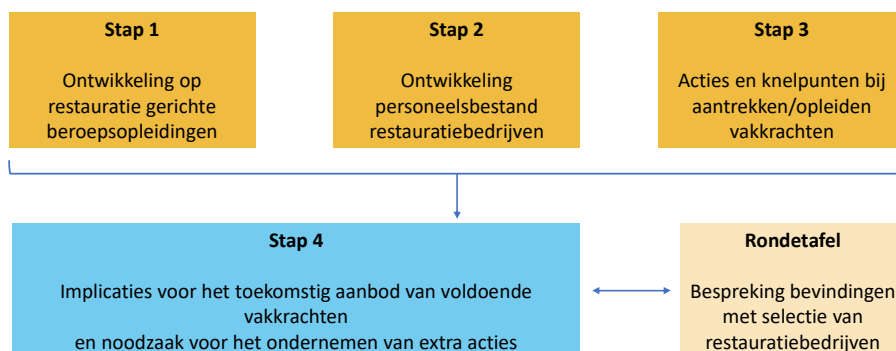 Stap 1
Ontwikkeling op
restauratie gerichte
beroepsopleidingen
Stap 2
Ontwikkeling
personeelsbestand
restauratiebedrijven
Stap 3
Acties en knelpunten bij
aantrekken/opleiden
vakkrachten
Stap 4
Implicaties voor het toekomstig aanbod van voldoende
vakkrachten
en noodzaak voor het ondernemen van extra acties
Rondetafel
Bespreking bevindingen
met selectie van
restauratiebedrijven